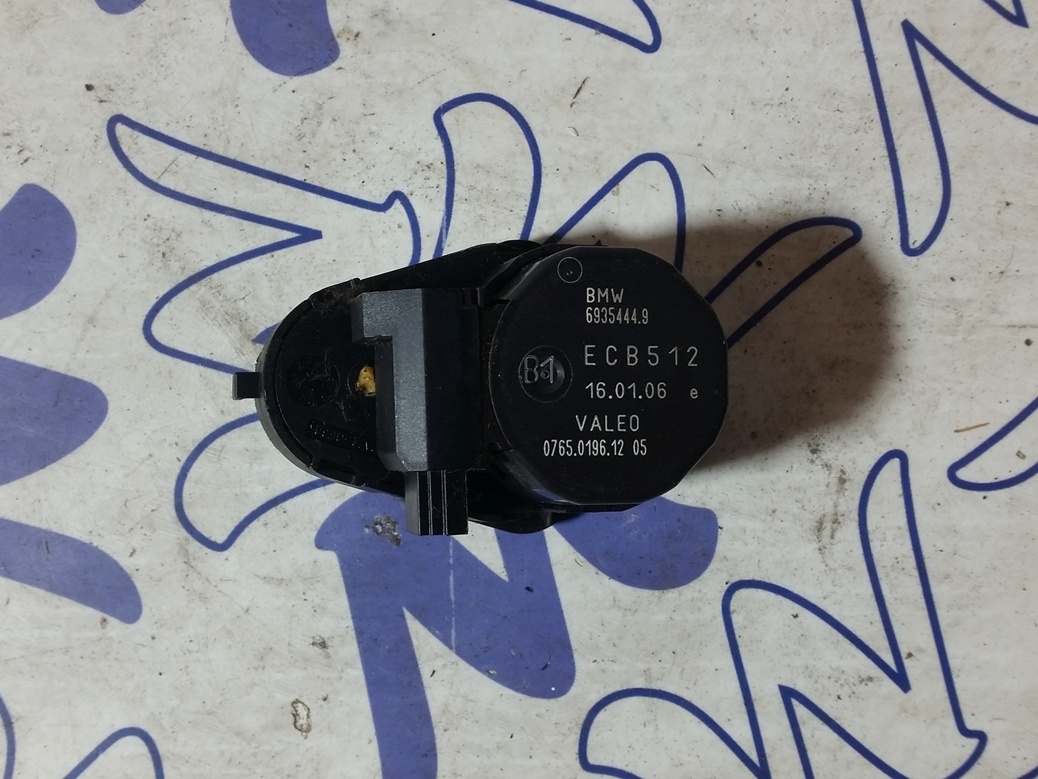 BMW
6935444.9
B1
ECB512
16.01.06 e
VALEO
0765.0196.12 05